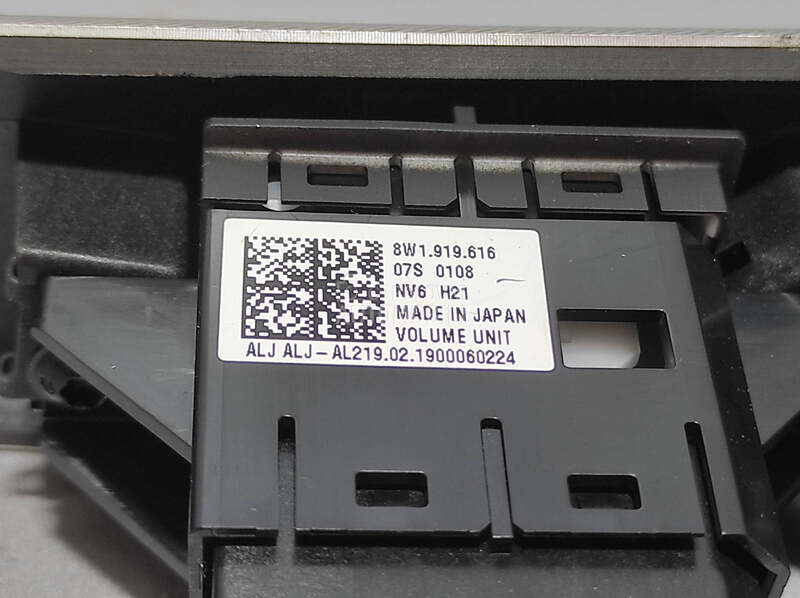 8W1.919.616
07S 0108
NV6 H21
MADE IN JAPAN
VOLUME UNIT
ALJ ALJ-AL219.02.1900060224